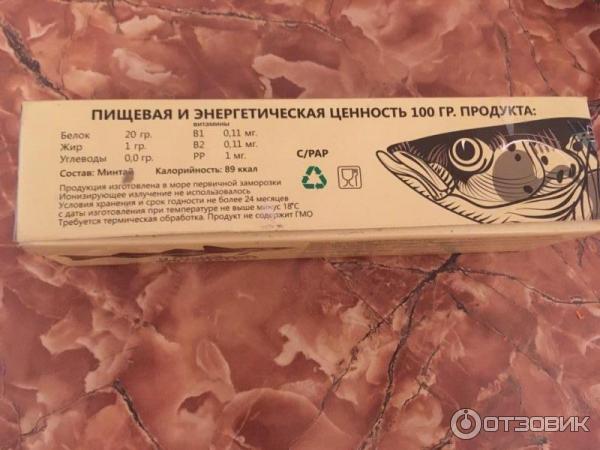 ПИЩЕВАЯ И ЭНЕРГЕТИЧЕСКАЯ ЦЕННОСТЬ 100 ГР. ПРОДУКТА:
витамины
Белок 20 гр. В1 0,11 мг.
Жир 1 гр. В2 0,11 мг.
Углеводы 0,0 гр. РР 1 мг.
C/PAP
Состав: Минтай Калорийность: 89 ккал
Продукция изготовлена в море первичной заморозки
Ионизирующее излучение не использовалось
Условия хранения и срок годности не более 24 месяцев
с даты изготовления при температуре не выше минус 18°С
Требуется термическая обработка. Продукт не содержит ГМО
ОТЗОВИК